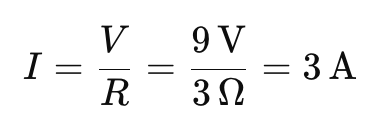 I = V/R = 9 V/3 Ω = 3 A